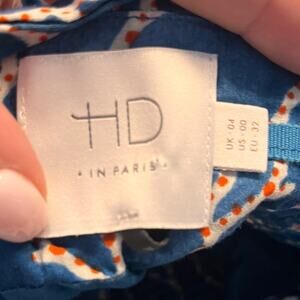 HD
• IN PARIS •
UK • 04
US • 00
EU • 32